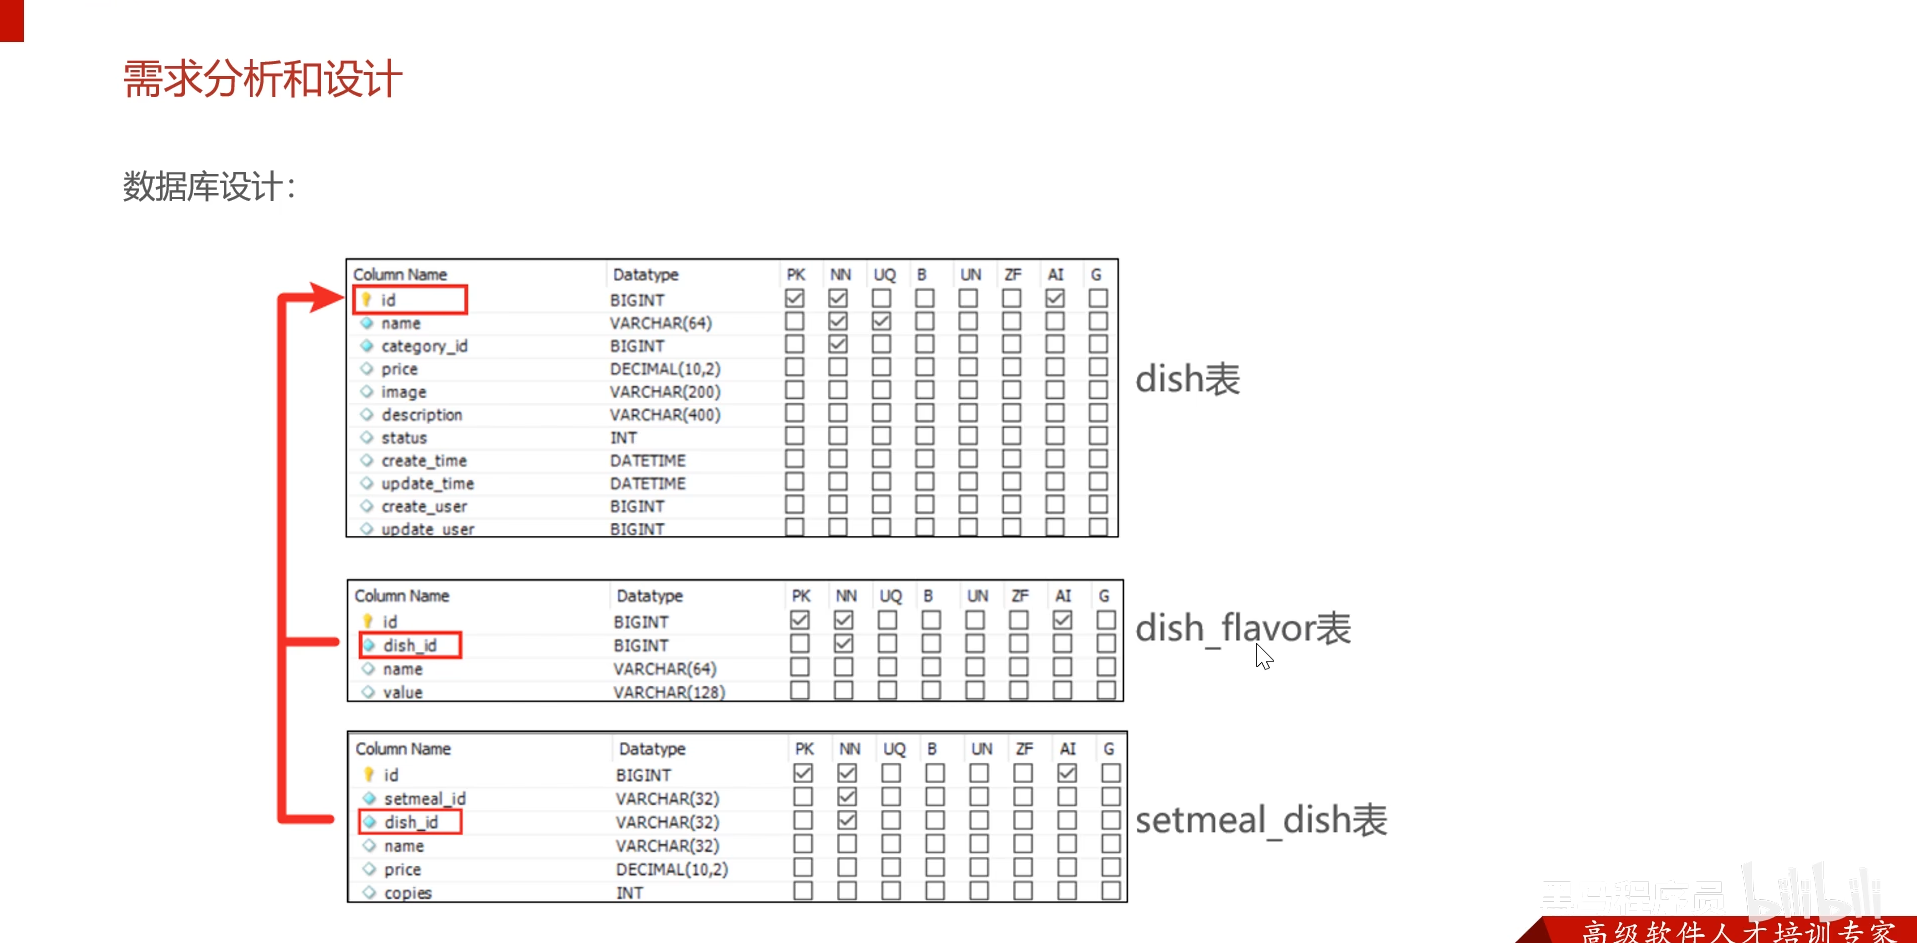 需求分析和设计
数据库设计：
Column Name Datatype PK NN UQ B UN ZF AI G
id BIGINT
name VARCHAR(64)
category_id BIGINT
price DECIMAL(10,2)
image VARCHAR(200)
description VARCHAR(400)
status INT
create_time DATETIME
update_time DATETIME
create_user BIGINT
update_user BIGINT
dish表
Column Name Datatype PK NN UQ B UN ZF AI G
id BIGINT
dish_id BIGINT
name VARCHAR(64)
value VARCHAR(128)
dish_flavor表
Column Name Datatype PK NN UQ B UN ZF AI G
id BIGINT
setmeal_id VARCHAR(32)
dish_id VARCHAR(32)
name VARCHAR(32)
price DECIMAL(10,2)
copies INT
setmeal_dish表
黑马程序员 bilibili
高级软件人才培训专家